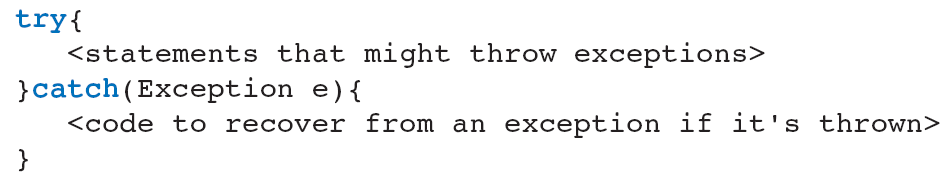 try{
<statements that might throw exceptions>
}catch(Exception e){
<code to recover from an exception if it's thrown>
}